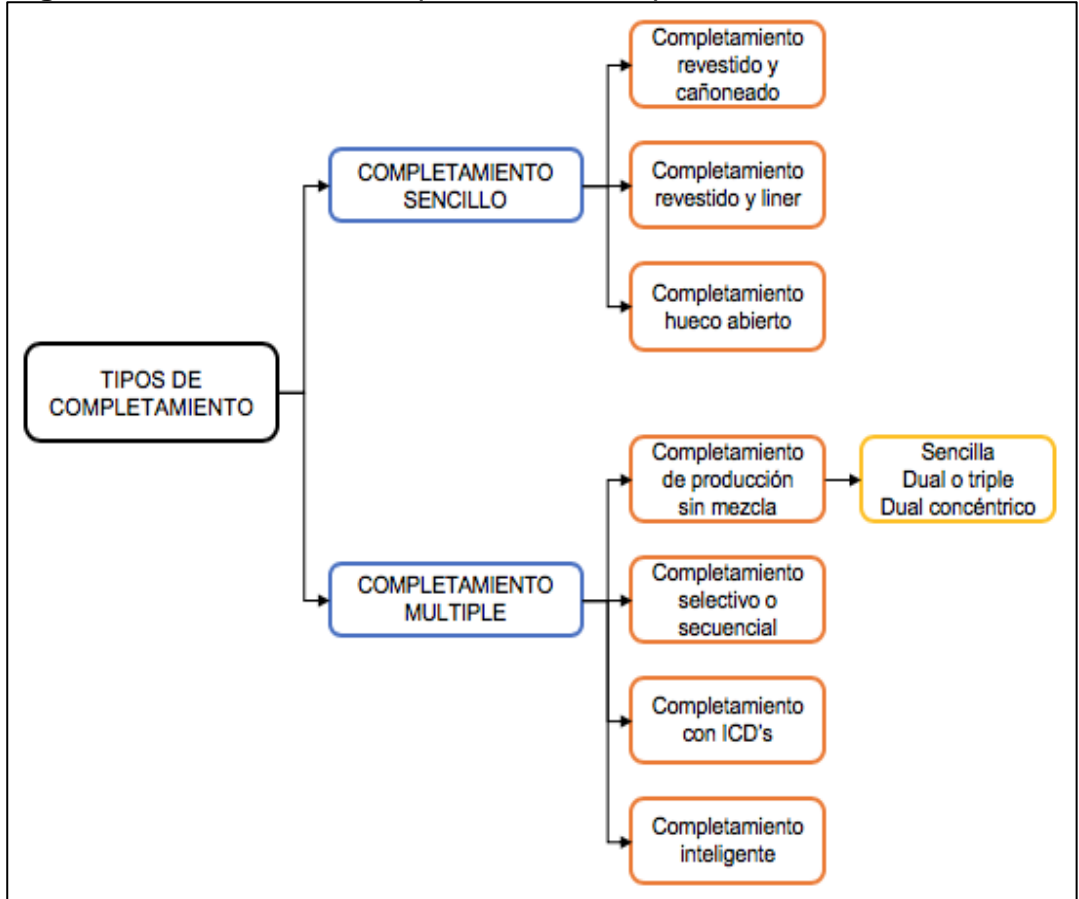 Completamiento
revestido y
cañoneado
COMPLETAMIENTO
SENCILLO
Completamiento
revestido y liner
Completamiento
hueco abierto
TIPOS DE
COMPLETAMIENTO
Completamiento
de producción
sin mezcla
Sencilla
Dual o triple
Dual concéntrico
COMPLETAMIENTO
MULTIPLE
Completamiento
selectivo o
secuencial
Completamiento
con ICD's
Completamiento
inteligente